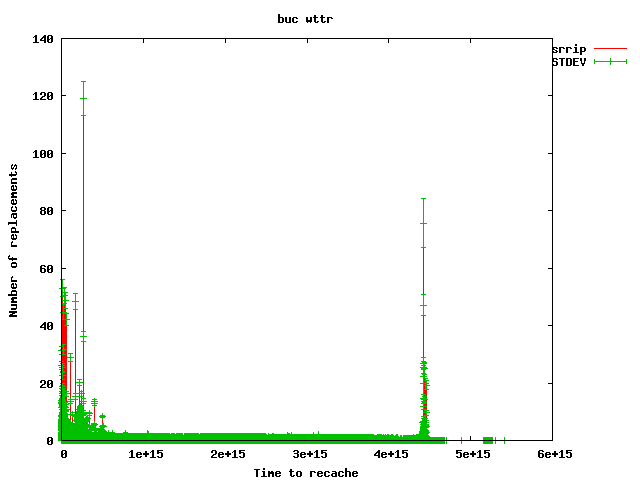 buc wttr
srrip
STDEV
140
120
100
80
60
40
20
0
0 1e+15 2e+15 3e+15 4e+15 5e+15 6e+15
Number of replacements
Time to recache